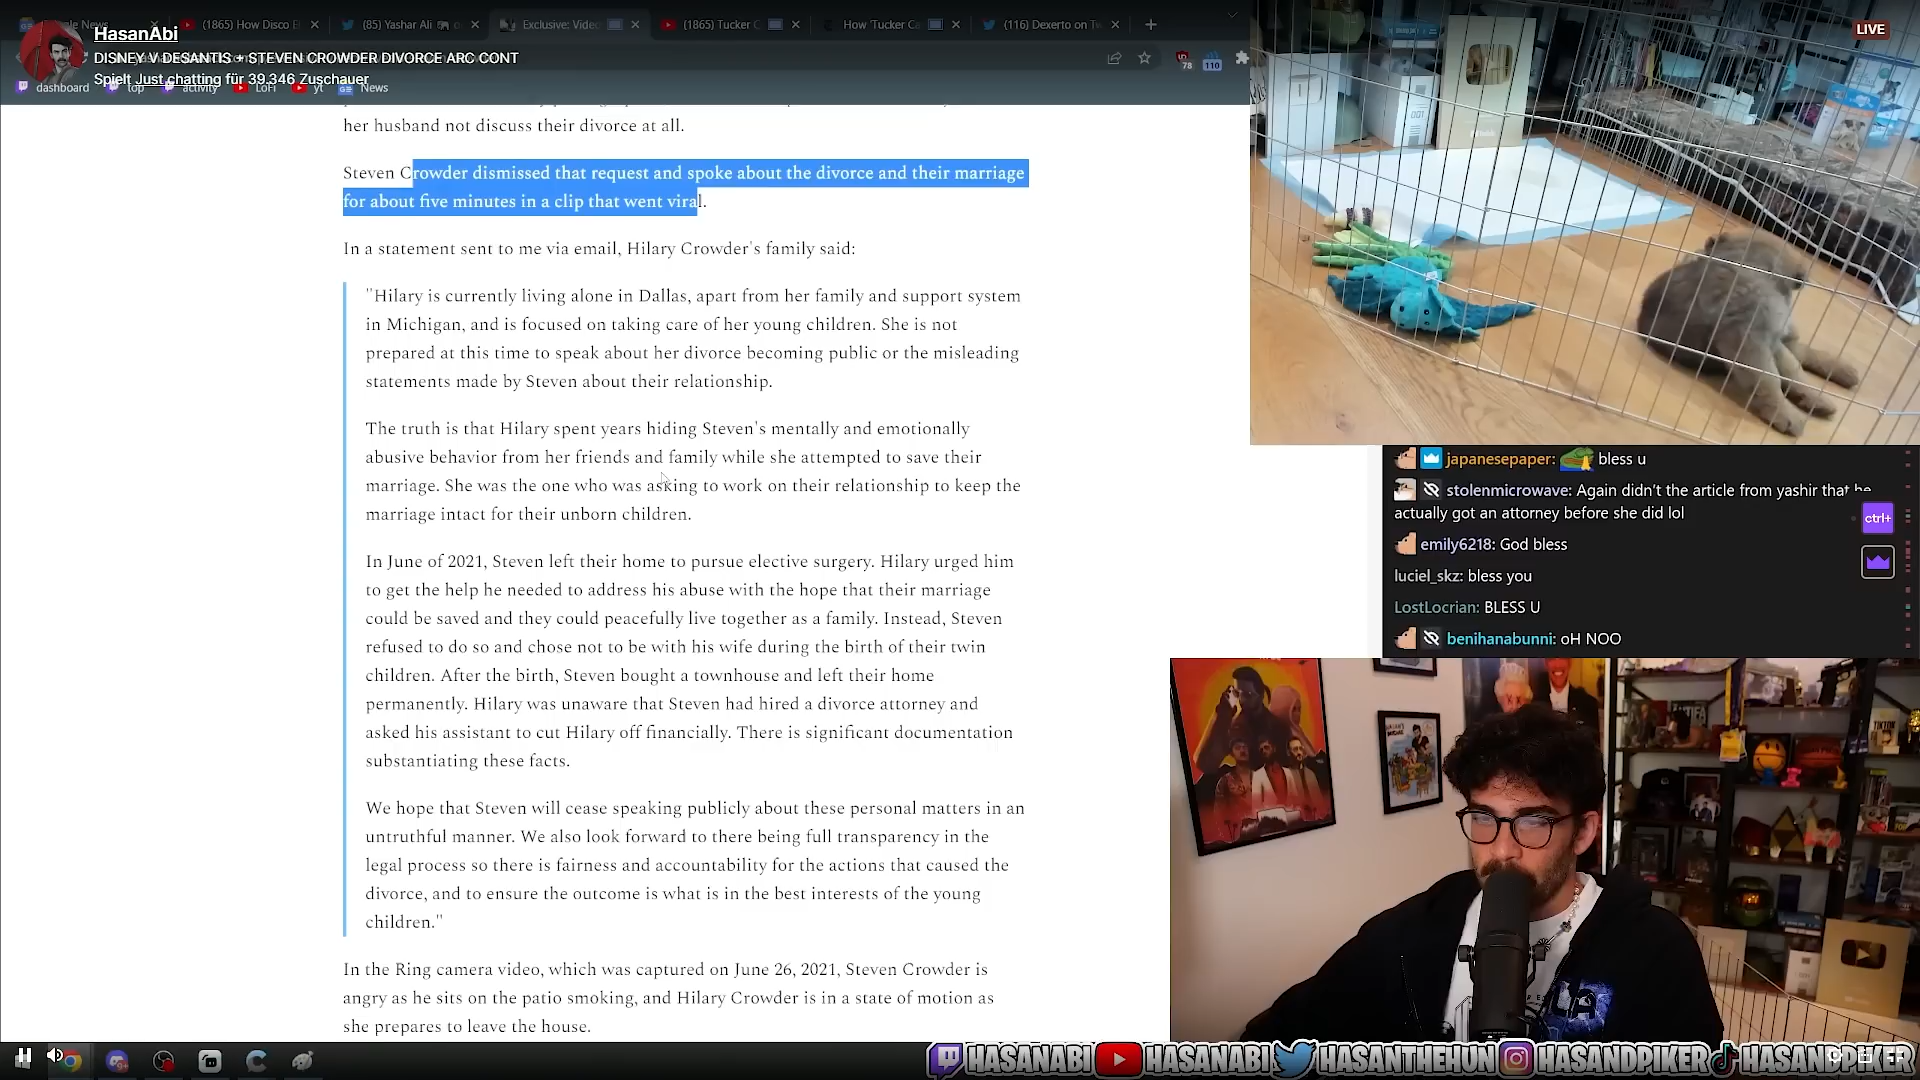 HasanAbi
DISNEY V DESANTIS + STEVEN CROWDER DIVORCE ARC CONT
Spielt Just chatting für 39.346 Zuschauer
(1865) How Disco E
(85) Yashar Ali
Exclusive: Vide
(1865) Tucker C
How 'Tucker Ca
(116) Dexerto on Tw
dashboard
top
activity
LoFi
yt
News
78
110
LIVE
her husband not discuss their divorce at all.
Steven Crowder dismissed that request and spoke about the divorce and their marriage
for about five minutes in a clip that went viral.
In a statement sent to me via email, Hilary Crowder's family said:
"Hilary is currently living alone in Dallas, apart from her family and support system
in Michigan, and is focused on taking care of her young children. She is not
prepared at this time to speak about her divorce becoming public or the misleading
statements made by Steven about their relationship.
The truth is that Hilary spent years hiding Steven's mentally and emotionally
abusive behavior from her friends and family while she attempted to save their
marriage. She was the one who was asking to work on their relationship to keep the
marriage intact for their unborn children.
In June of 2021, Steven left their home to pursue elective surgery. Hilary urged him
to get the help he needed to address his abuse with the hope that their marriage
could be saved and they could peacefully live together as a family. Instead, Steven
refused to do so and chose not to be with his wife during the birth of their twin
children. After the birth, Steven bought a townhouse and left their home
permanently. Hilary was unaware that Steven had hired a divorce attorney and
asked his assistant to cut Hilary off financially. There is significant documentation
substantiating these facts.
We hope that Steven will cease speaking publicly about these personal matters in an
untruthful manner. We also look forward to there being full transparency in the
legal process so there is fairness and accountability for the actions that caused the
divorce, and to ensure the outcome is what is in the best interests of the young
children."
In the Ring camera video, which was captured on June 26, 2021, Steven Crowder is
angry as he sits on the patio smoking, and Hilary Crowder is in a state of motion as
she prepares to leave the house.
japanesepaper: bless u
stolenmicrowave: Again didn't the article from yashir that he
actually got an attorney before she did lol
emily6218: God bless
luciel_skz: bless you
LostLocrian: BLESS U
benihanabunni: oH NOO
ctrl+
HASANABI
HASANABI
HASANTHEHUN
HASANDPIKER
HASANDPIKER